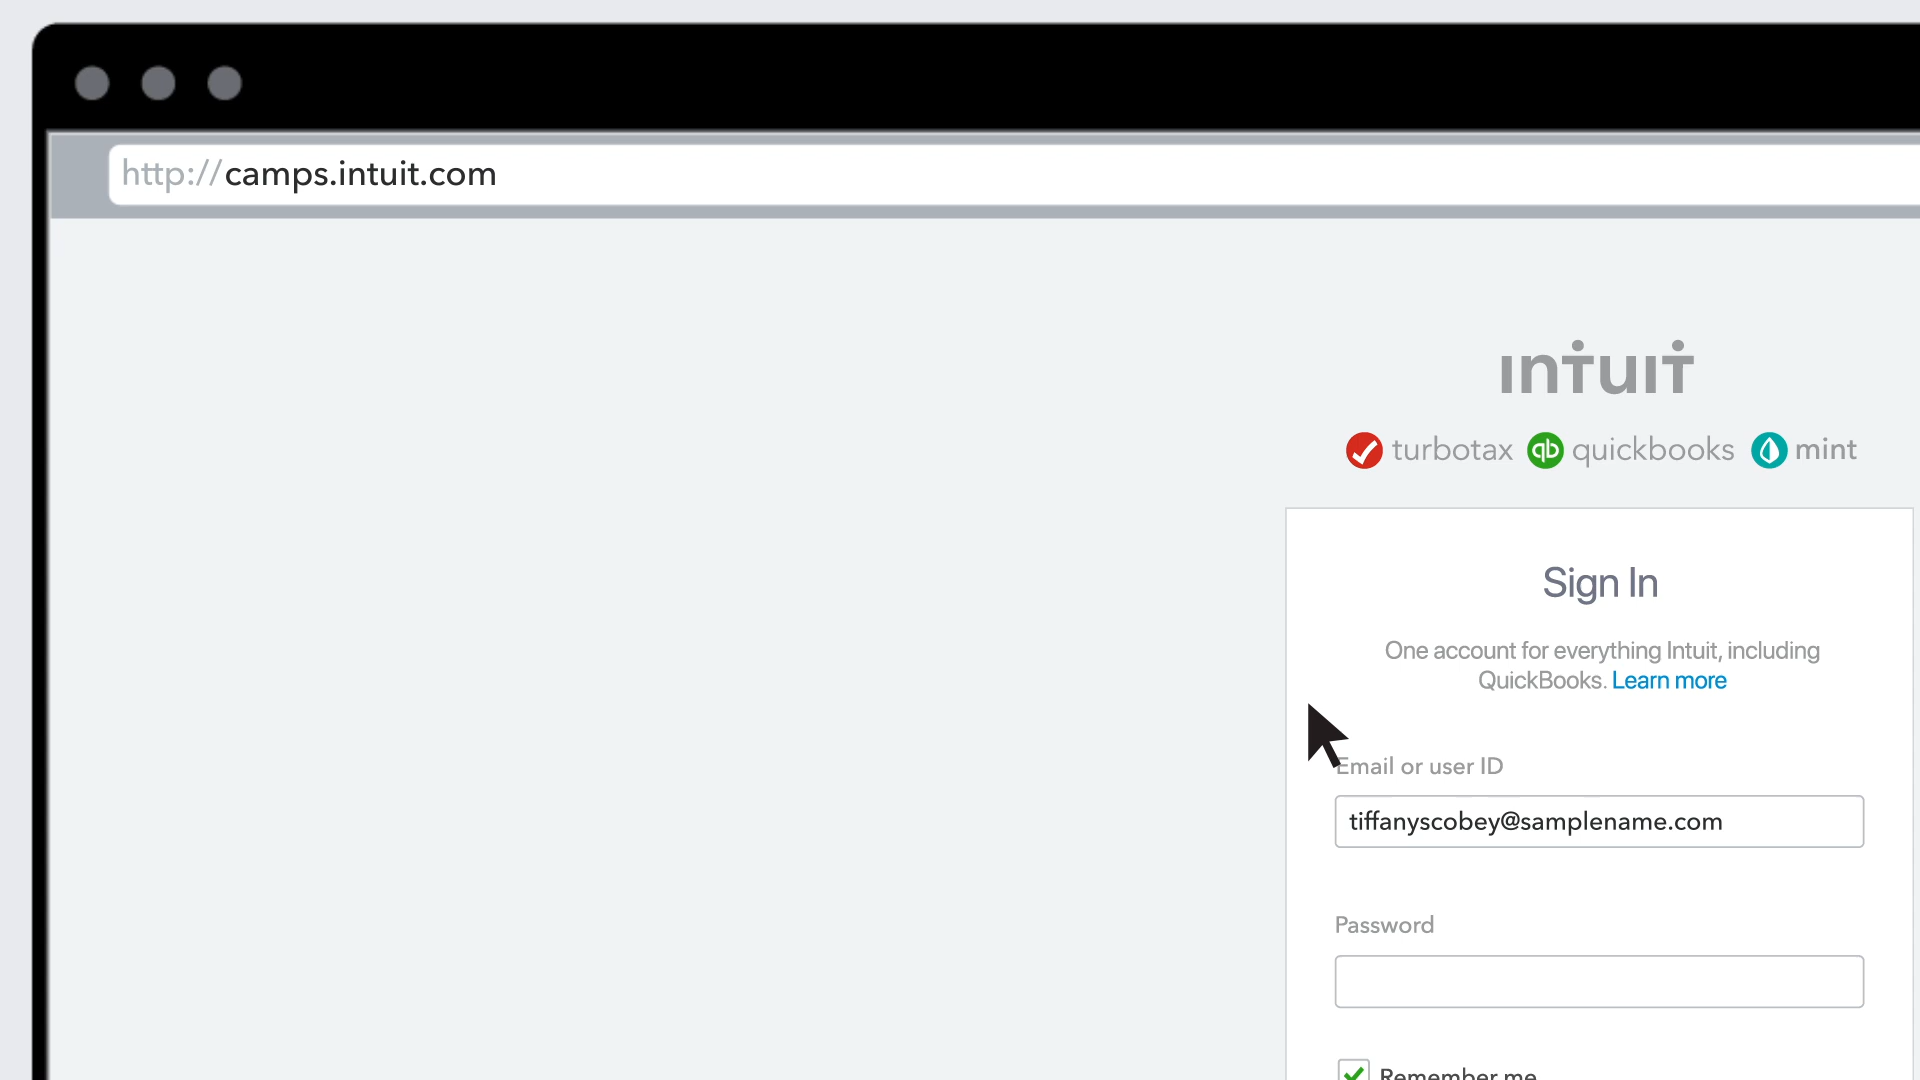 http://camps.intuit.com
intuit
turbotax qb quickbooks mint
Sign In
One account for everything Intuit, including
QuickBooks. Learn more
Email or user ID
tiffanyscobey@samplename.com
Password
Remember me